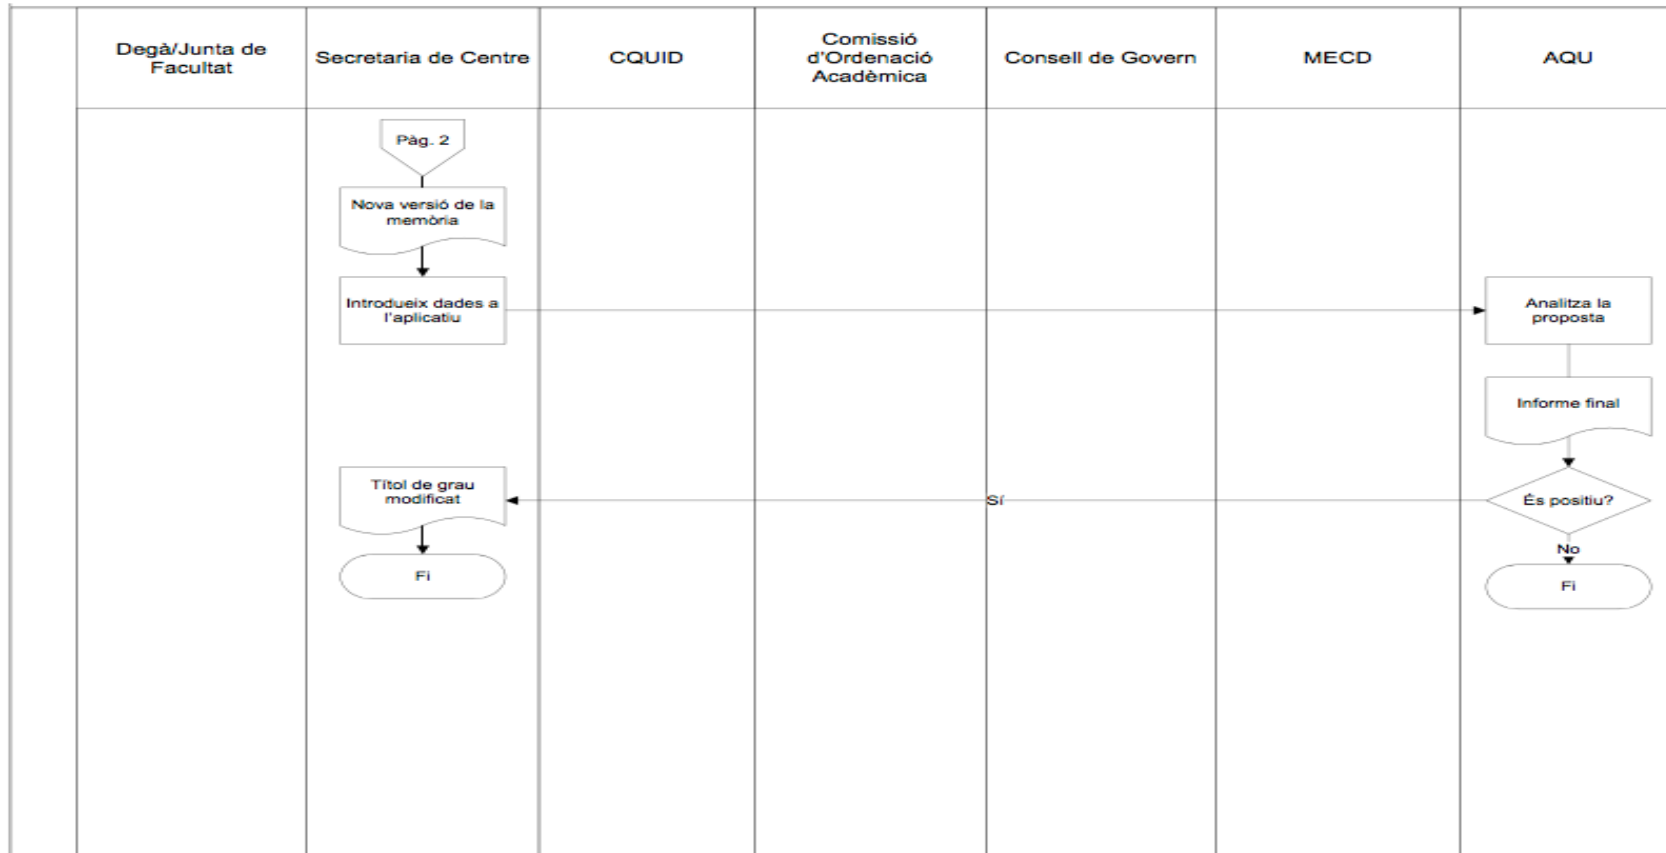 Degà/Junta de
Facultat
Secretaria de Centre
CQUID
Comissió
d'Ordenació
Acadèmica
Consell de Govern
MECD
AQU
Pàg. 2
Nova versió de la
memòria
Introdueix dades a
l'aplicatiu
Analitza la
proposta
Informe final
Títol de grau
modificat
Sí
És positiu?
No
Fi
Fi